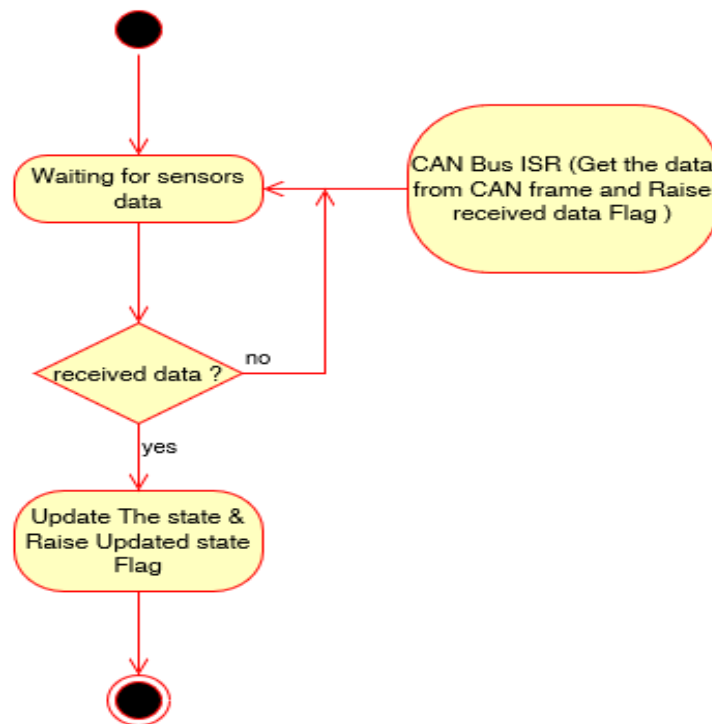 Waiting for sensors
data
CAN Bus ISR (Get the data
from CAN frame and Raise
received data Flag )
received data ?
no
yes
Update The state &
Raise Updated state
Flag